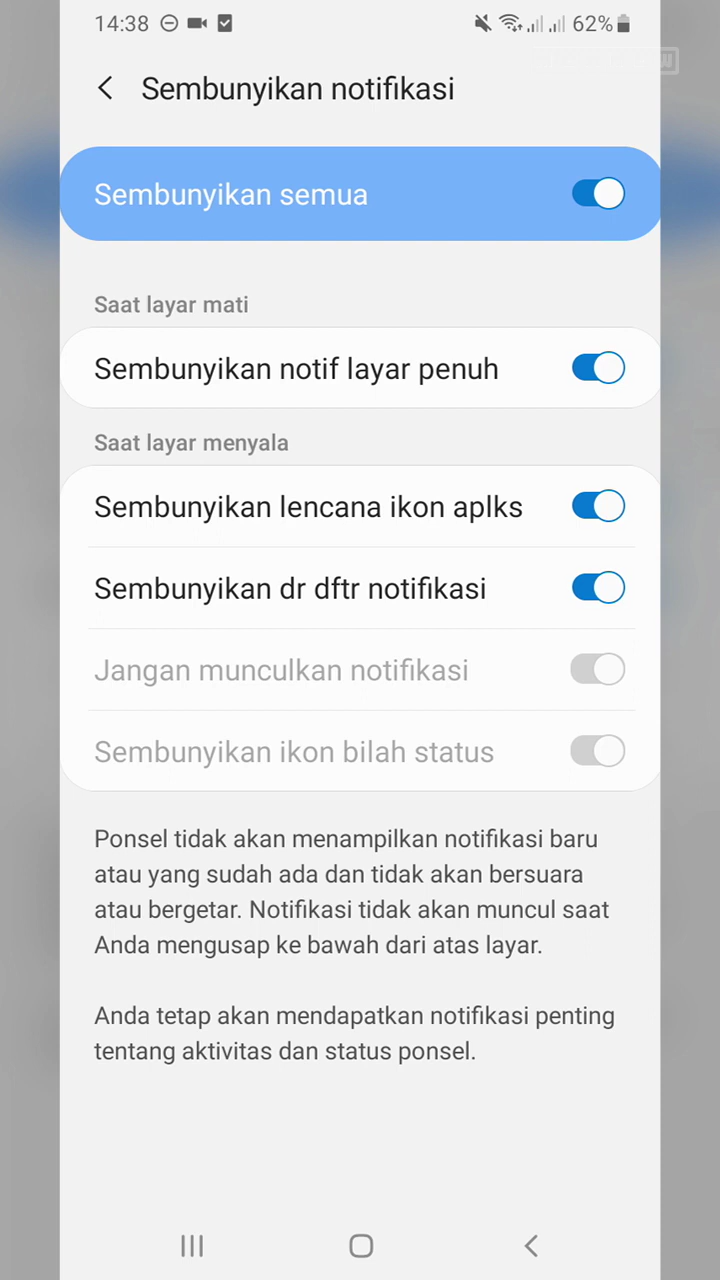 14:38 62%
Sembunyikan notifikasi
Sembunyikan semua
Saat layar mati
Sembunyikan notif layar penuh
Saat layar menyala
Sembunyikan lencana ikon aplks
Sembunyikan dr dftr notifikasi
Jangan munculkan notifikasi
Sembunyikan ikon bilah status
Ponsel tidak akan menampilkan notifikasi baru
atau yang sudah ada dan tidak akan bersuara
atau bergetar. Notifikasi tidak akan muncul saat
Anda mengusap ke bawah dari atas layar.
Anda tetap akan mendapatkan notifikasi penting
tentang aktivitas dan status ponsel.